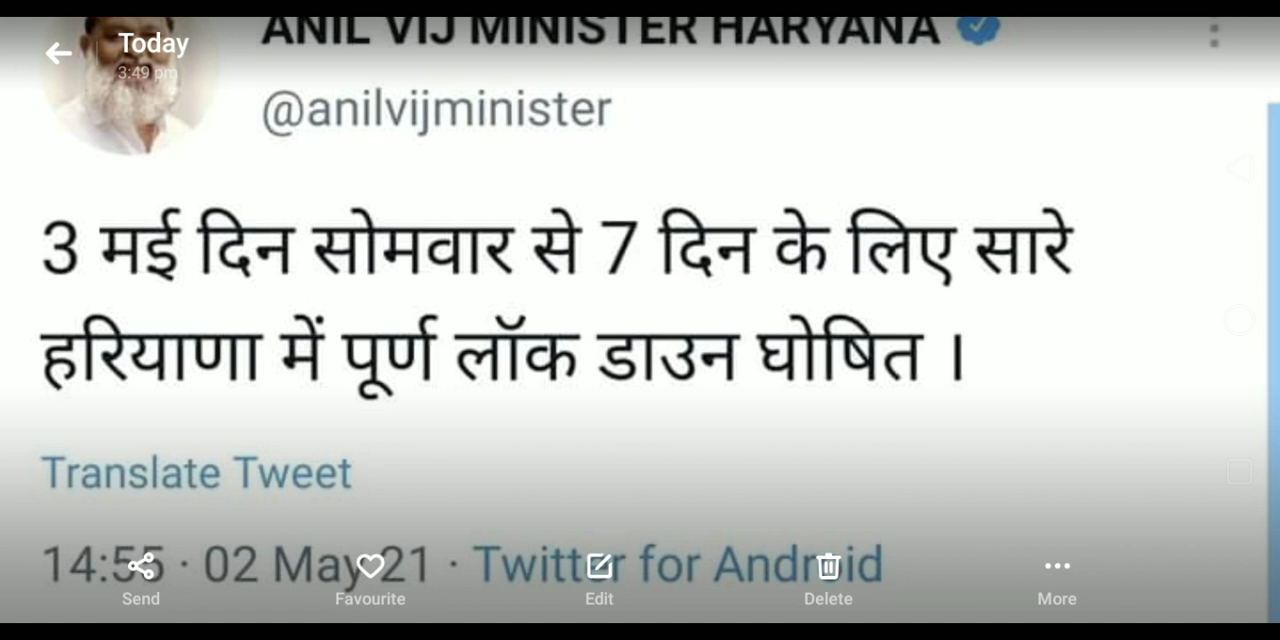 ANIL VIJ MINISTER HARYANA
Today
3:49 pm
@anilvijminister
3 मई दिन सोमवार से 7 दिन के लिए सारे
हरियाणा में पूर्ण लॉक डाउन घोषित ।
Translate Tweet
14:55 · 02 May 21 · Twitter for Android
Send Favourite Edit Delete More